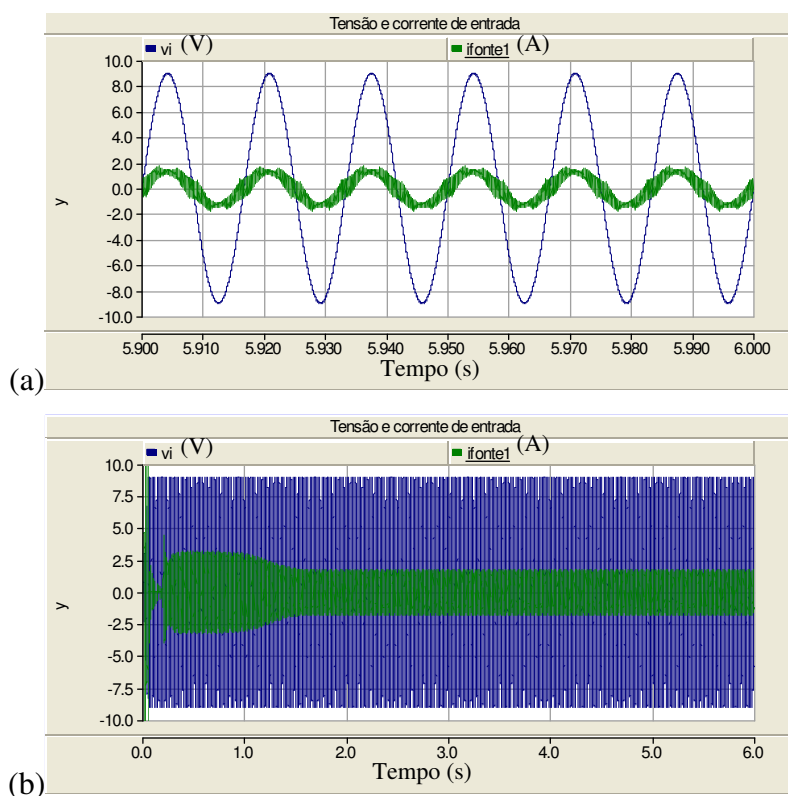 Tensão e corrente de entrada
vi (V) ifonte1 (A)
10.0
8.0
6.0
4.0
2.0
0.0
-2.0
-4.0
-6.0
-8.0
-10.0
y
5.900 5.910 5.920 5.930 5.940 5.950 5.960 5.970 5.980 5.990 6.000
Tempo (s)
(a)
Tensão e corrente de entrada
vi (V) ifonte1 (A)
10.0
7.5
5.0
2.5
0.0
-2.5
-5.0
-7.5
-10.0
y
0.0 1.0 2.0 3.0 4.0 5.0 6.0
Tempo (s)
(b)